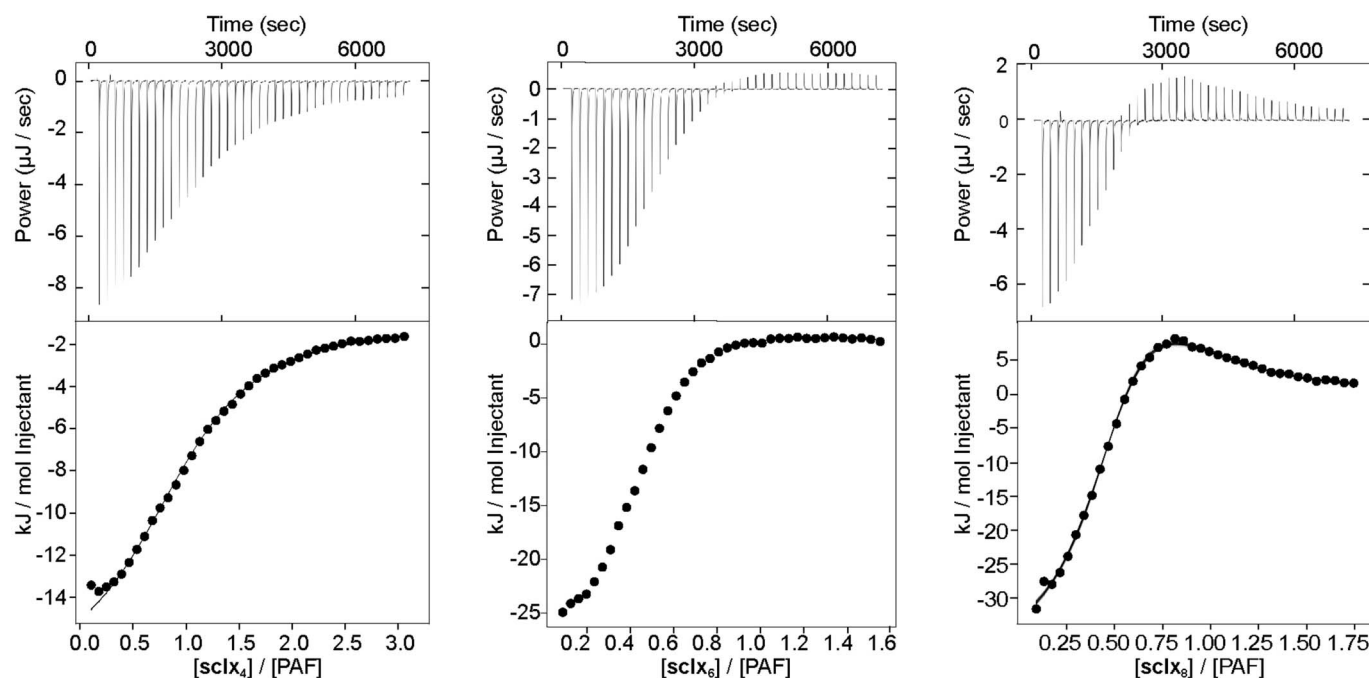 Time (sec)
0 3000 6000
0
-2
-4
-6
-8
Power (µJ / sec)
-2
-4
-6
-8
-10
-12
-14
kJ / mol Injectant
0.0 0.5 1.0 1.5 2.0 2.5 3.0
[sclx4] / [PAF]
Time (sec)
0 3000 6000
0
-1
-2
-3
-4
-5
-6
-7
Power (µJ / sec)
0
-5
-10
-15
-20
-25
kJ / mol Injectant
0.2 0.4 0.6 0.8 1.0 1.2 1.4 1.6
[sclx6] / [PAF]
Time (sec)
0 3000 6000
2
0
-2
-4
-6
Power (µJ / sec)
5
0
-5
-10
-15
-20
-25
-30
kJ / mol Injectant
0.25 0.50 0.75 1.00 1.25 1.50 1.75
[sclx8] / [PAF]